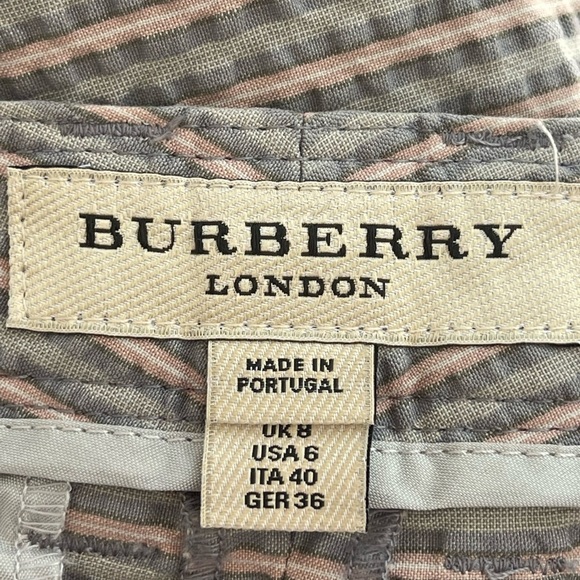 BURBERRY
LONDON
MADE IN
PORTUGAL
UK 8
USA 6
ITA 40
GER 36